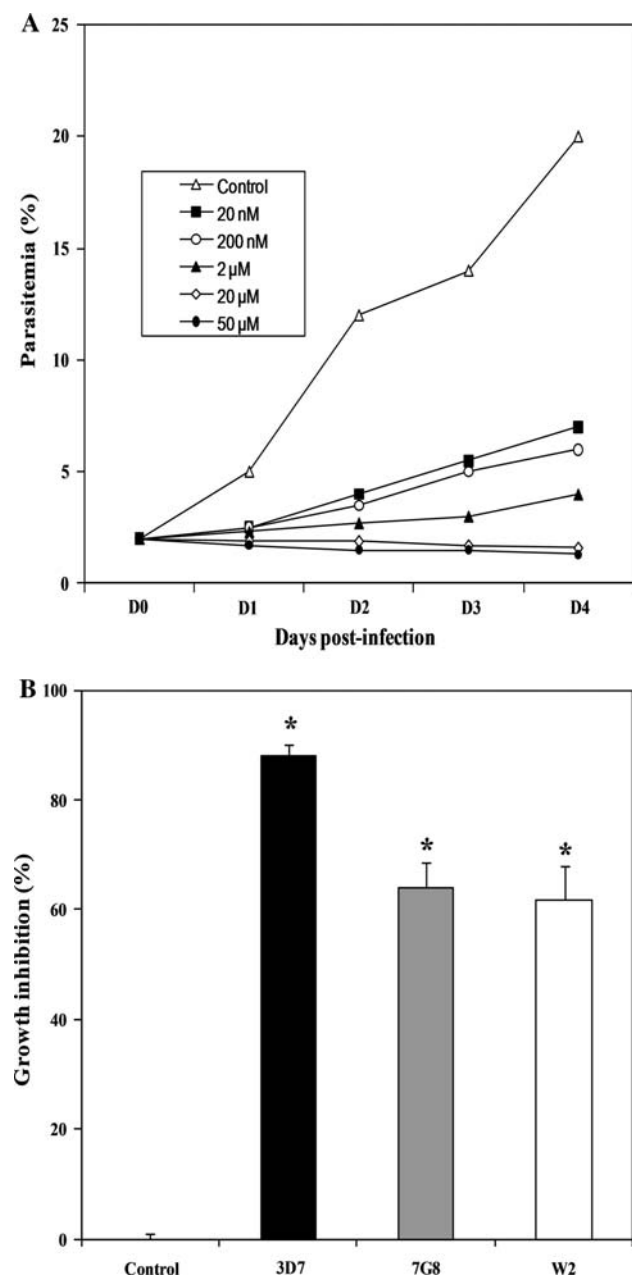 A
25
20
15
10
5
0
Parasitemia (%)
Control
20 nM
200 nM
2 µM
20 µM
50 µM
D0 D1 D2 D3 D4
Days post-infection
B
100
80
60
40
20
0
Growth inhibition (%)
* * *
Control 3D7 7G8 W2